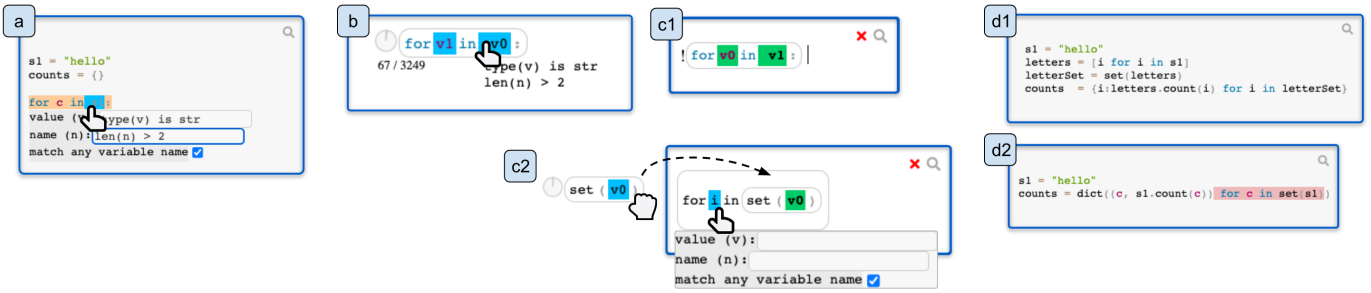 a
s1 = "hello"
counts = {}
for c in :
value (v type(v) is str
name (n): len(n) > 2
match any variable name
b
for v1 in v0 :
67 / 3249
type(v) is str
len(n) > 2
c1
! for v0 in v1 : |
c2
set ( v0 )
for i in set ( v0 )
value (v):
name (n):
match any variable name
d1
s1 = "hello"
letters = [i for i in s1]
letterSet = set(letters)
counts = {i:letters.count(i) for i in letterSet}
d2
s1 = "hello"
counts = dict((c, s1.count(c)) for c in set(s1))